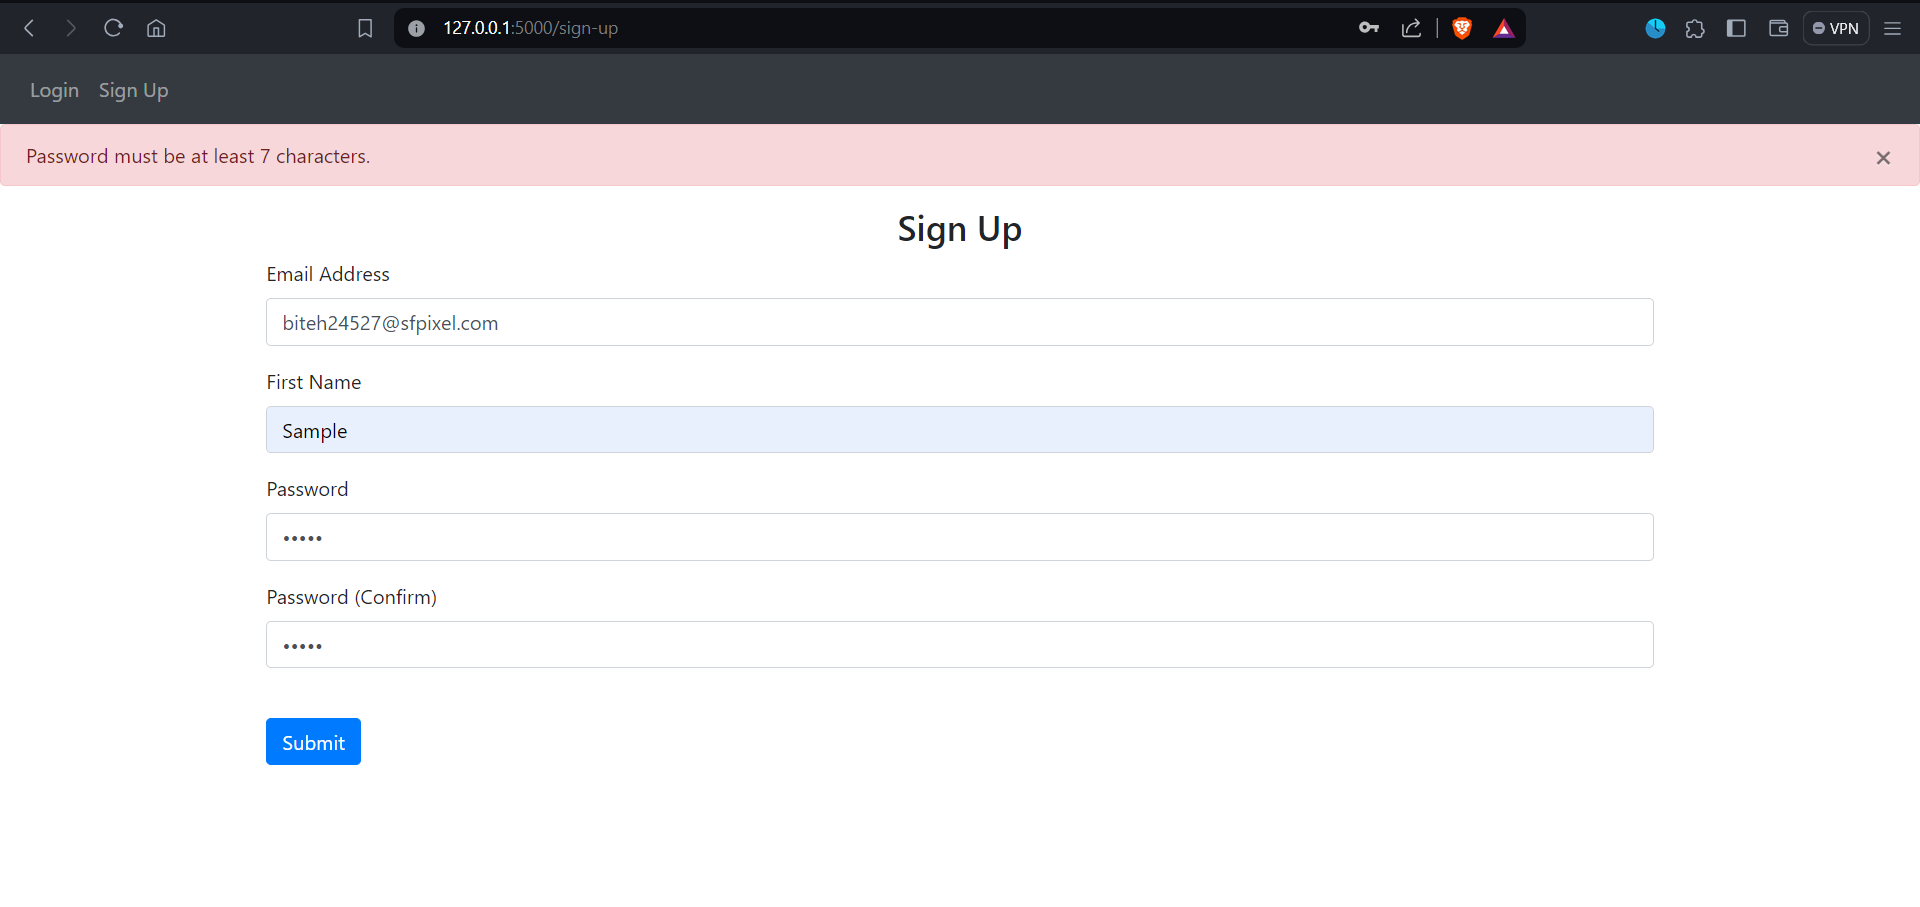 127.0.0.1:5000/sign-up
VPN
Login Sign Up
Password must be at least 7 characters.
×
Sign Up
Email Address
biteh24527@sfpixel.com
First Name
Sample
Password
•••••
Password (Confirm)
•••••
Submit